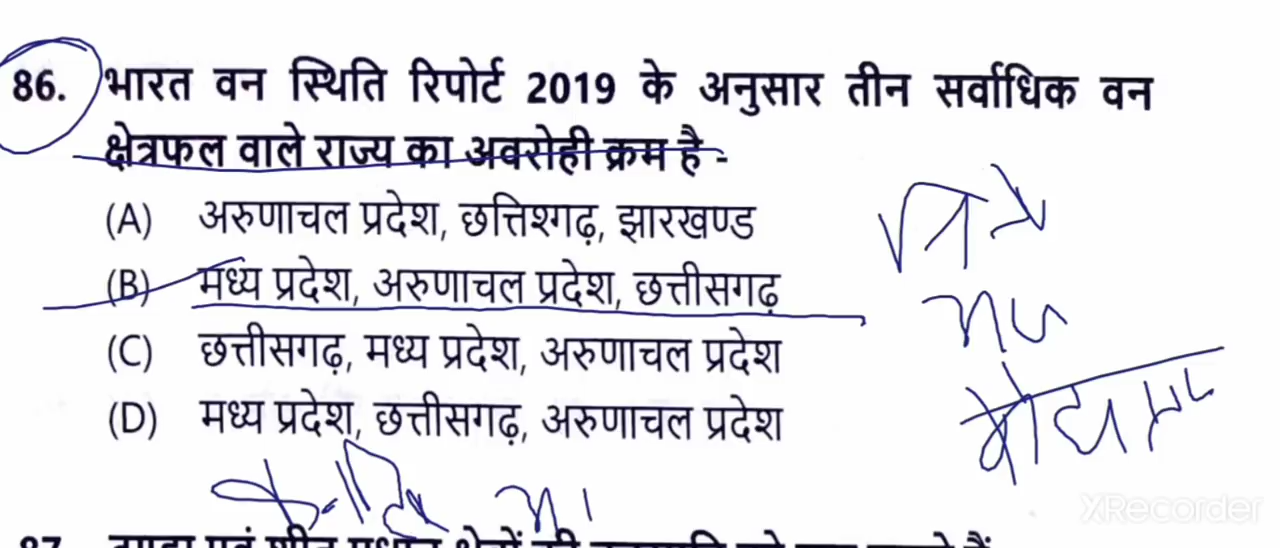 86. भारत वन स्थिति रिपोर्ट 2019 के अनुसार तीन सर्वाधिक वन
क्षेत्रफल वाले राज्य का अवरोही क्रम है -
(A) अरुणाचल प्रदेश, छत्तिश्गढ़, झारखण्ड
(B) मध्य प्रदेश, अरुणाचल प्रदेश, छत्तीसगढ़
(C) छत्तीसगढ़, मध्य प्रदेश, अरुणाचल प्रदेश
(D) मध्य प्रदेश, छत्तीसगढ़, अरुणाचल प्रदेश
XRecorder